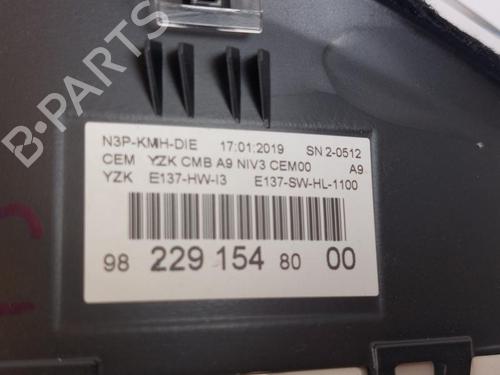 N3P-KMH-DIE 17:01:2019 SN 2-0512
CEM YZK CMB A9 NIV3 CEM00 A9
YZK E137-HW-I3 E137-SW-HL-1100
98 229 154 80 00
B-PARTS